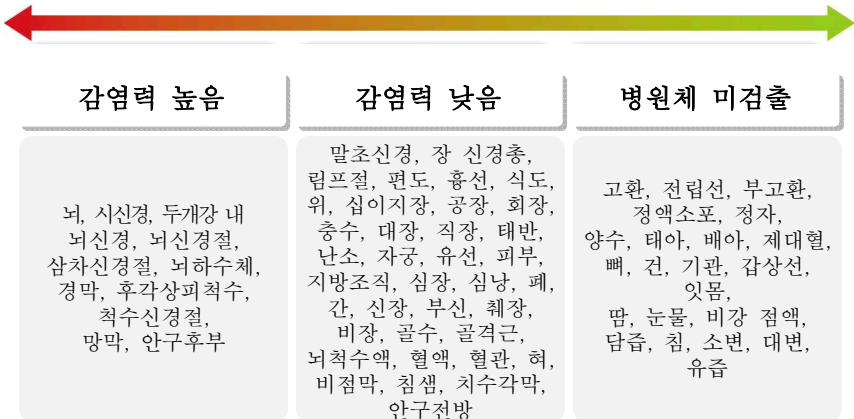 감염력 높음
뇌, 시신경, 두개강 내
뇌신경, 뇌신경절,
삼차신경절, 뇌하수체,
경막, 후각상피척수,
척수신경절,
망막, 안구후부
감염력 낮음
말초신경, 장 신경총,
림프절, 편도, 흉선, 식도,
위, 십이지장, 공장, 회장,
충수, 대장, 직장, 태반,
난소, 자궁, 유선, 피부,
지방조직, 심장, 심낭, 폐,
간, 신장, 부신, 췌장,
비장, 골수, 골격근,
뇌척수액, 혈액, 혈관, 혀,
비점막, 침샘, 치수각막,
안구전방
병원체 미검출
고환, 전립선, 부고환,
정액소포, 정자,
양수, 태아, 배아, 제대혈,
뼈, 건, 기관, 갑상선,
잇몸,
땀, 눈물, 비강 점액,
담즙, 침, 소변, 대변,
유즙